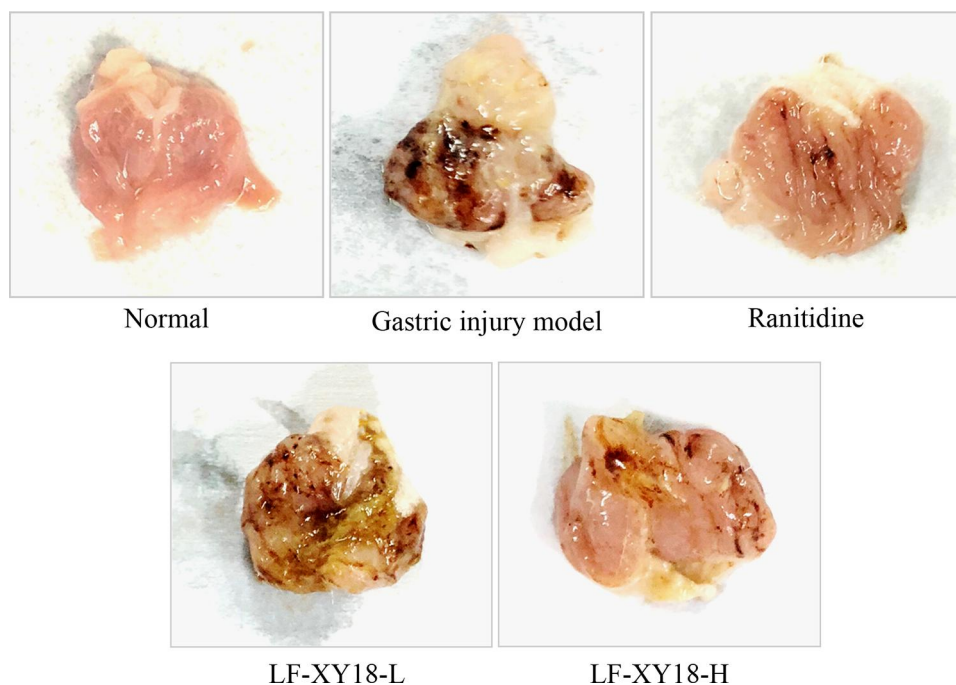 Normal
Gastric injury model
Ranitidine
LF-XY18-L
LF-XY18-H